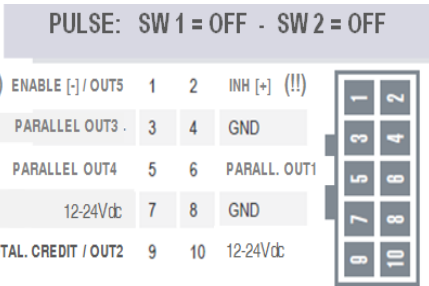 PULSE: SW 1 = OFF - SW 2 = OFF
) ENABLE [-] / OUT5 1 2 INH [+] (!!)
PARALLEL OUT3 . 3 4 GND
PARALLEL OUT4 5 6 PARALL. OUT1
12-24Vdc 7 8 GND
TAL. CREDIT / OUT2 9 10 12-24Vdc
1 2
3 4
5 6
7 8
9 10